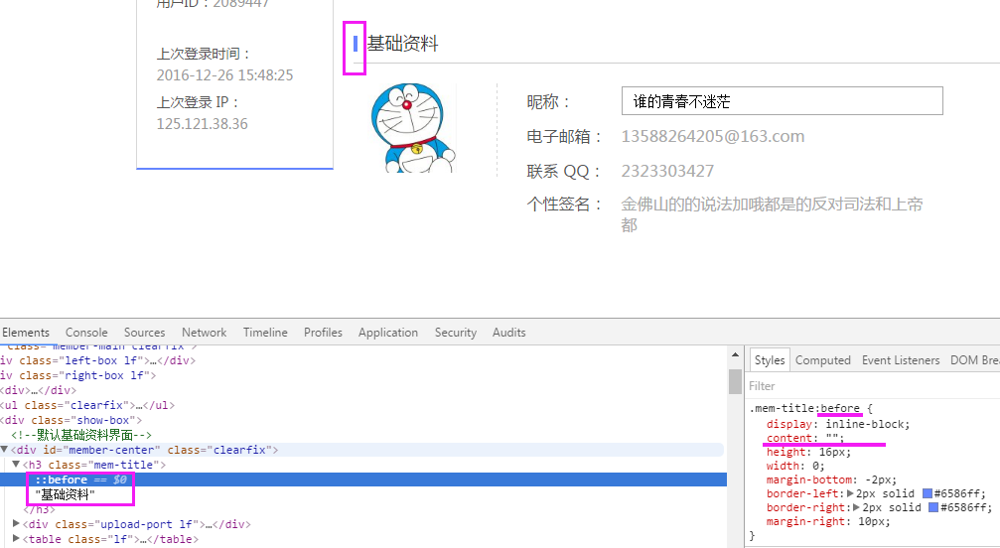 用户ID：2089447
上次登录时间：
2016-12-26 15:48:25
上次登录 IP：
125.121.38.36
基础资料
昵称： 谁的青春不迷茫
电子邮箱： 13588264205@163.com
联系 QQ： 2323303427
个性签名： 金佛山的的说法加哦都是的反对司法和上帝
都
Elements Console Sources Network Timeline Profiles Application Security Audits
class="member-main clearfix">
iv class="left-box lf">…</div>
iv class="right-box lf">
<div>…</div>
<ul class="clearfix">…</ul>
<div class="show-box">
<!--默认基础资料界面-->
▼<div id="member-center" class="clearfix">
▼<h3 class="mem-title">
::before == $0
"基础资料"
</h3>
▶<div class="upload-port lf">…</div>
▶<table class="lf">…</table>
Styles Computed Event Listeners DOM Brea
Filter
.mem-title:before {
display: inline-block;
content: "";
height: 16px;
width: 0;
margin-bottom: -2px;
border-left:▶2px solid #6586ff;
border-right:▶2px solid #6586ff;
margin-right: 10px;
}